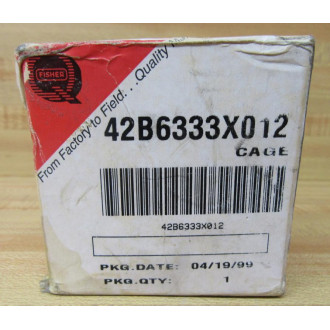 FISHER
From Factory to Field... Quality
42B6333X012
CAGE
42B6333X012
PKG.DATE: 04/19/99
PKG.QTY: 1